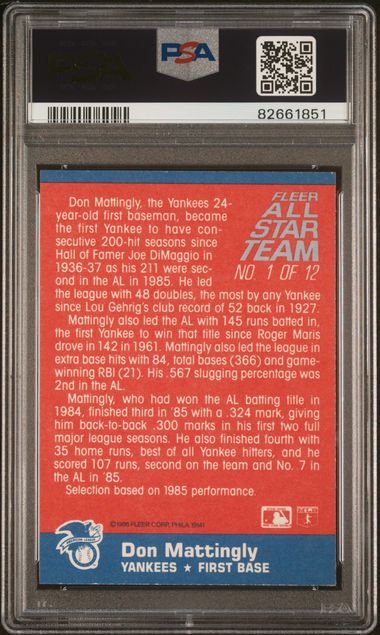 PSA
PSA
82661851
FLEER
ALL
STAR
TEAM
NO. 1 OF 12
Don Mattingly, the Yankees 24-
year-old first baseman, became
the first Yankee to have con-
secutive 200-hit seasons since
Hall of Famer Joe DiMaggio in
1936-37 as his 211 were sec-
ond in the AL in 1985. He led
the league with 48 doubles, the most by any Yankee
since Lou Gehrig's club record of 52 back in 1927.
Mattingly also led the AL with 145 runs batted in,
the first Yankee to win that title since Roger Maris
drove in 142 in 1961. Mattingly also led the league in
extra base hits with 84, total bases (366) and game-
winning RBI (21). His .567 slugging percentage was
2nd in the AL.
Mattingly, who had won the AL batting title in
1984, finished third in '85 with a .324 mark, giving
him back-to-back .300 marks in his first two full
major league seasons. He also finished fourth with
35 home runs, best of all Yankee hitters, and he
scored 107 runs, second on the team and No. 7 in
the AL in '85.
Selection based on 1985 performance.
©1986 FLEER CORP., PHILA 19141
AMERICAN LEAGUE
Don Mattingly
YANKEES ★ FIRST BASE
PSA